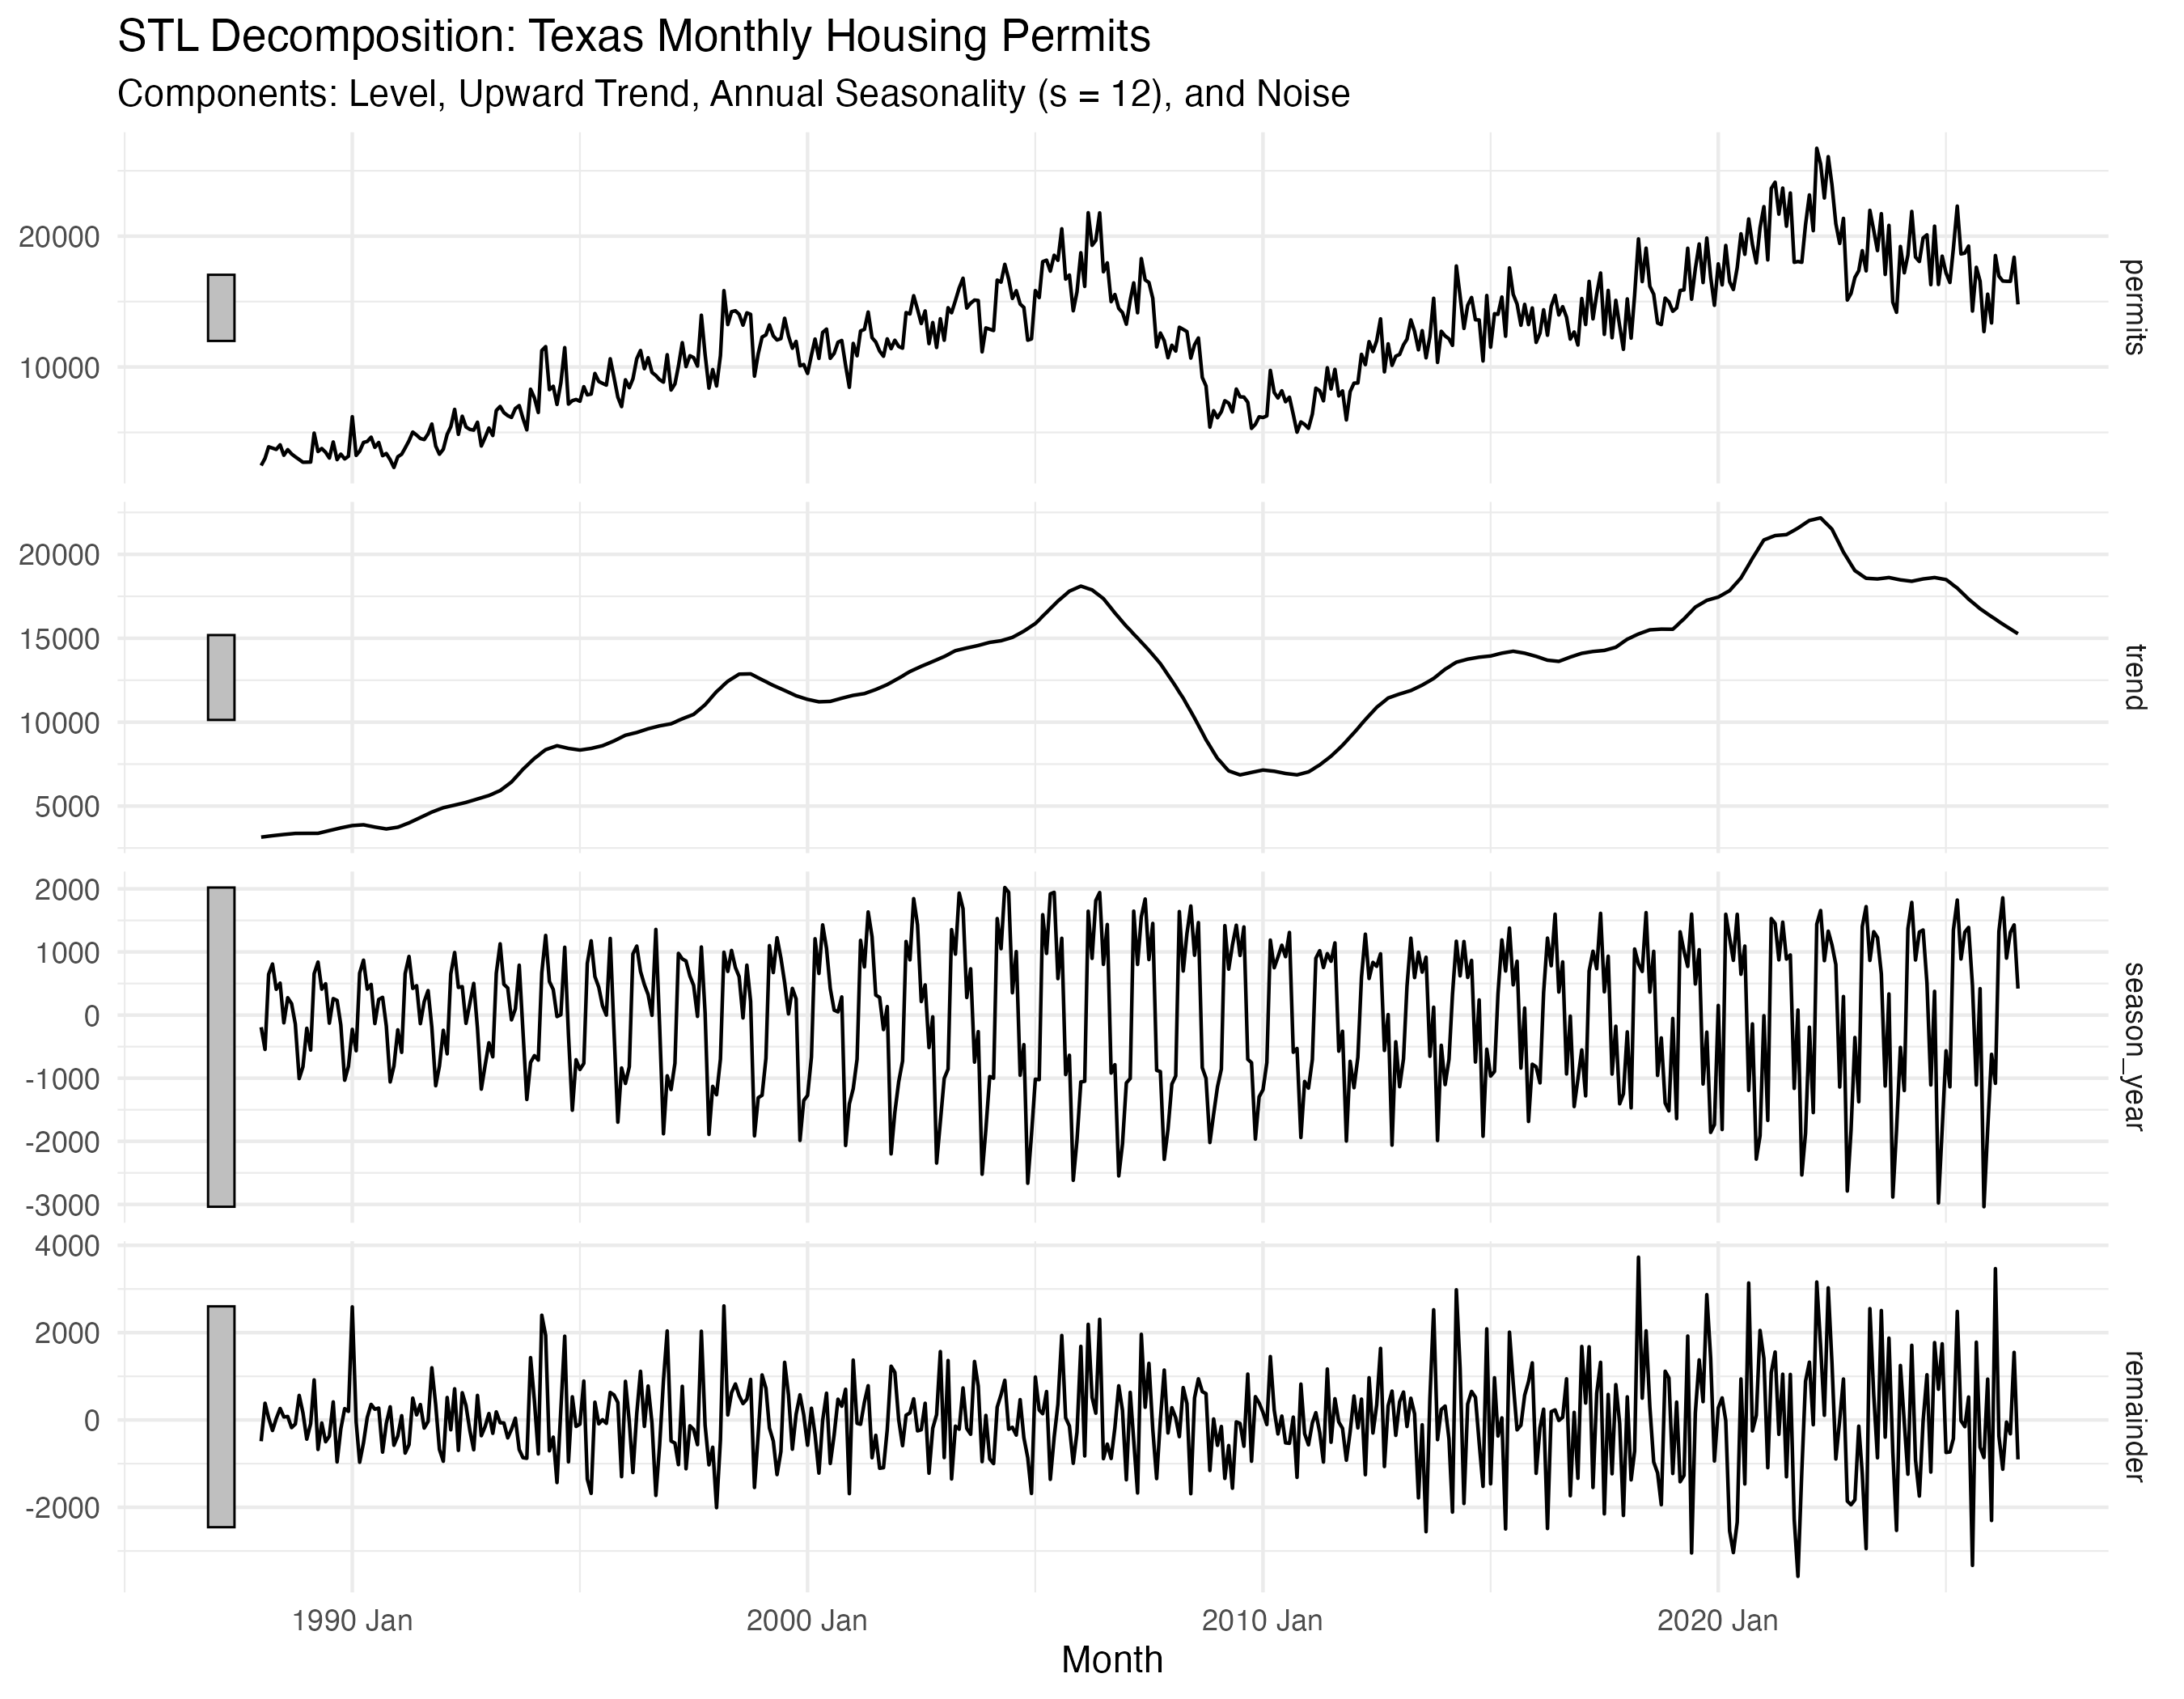 STL Decomposition: Texas Monthly Housing Permits
Components: Level, Upward Trend, Annual Seasonality (s = 12), and Noise
20000
10000
permits
20000
15000
10000
5000
trend
2000
1000
0
-1000
-2000
-3000
season_year
4000
2000
0
-2000
remainder
1990 Jan
2000 Jan
2010 Jan
2020 Jan
Month